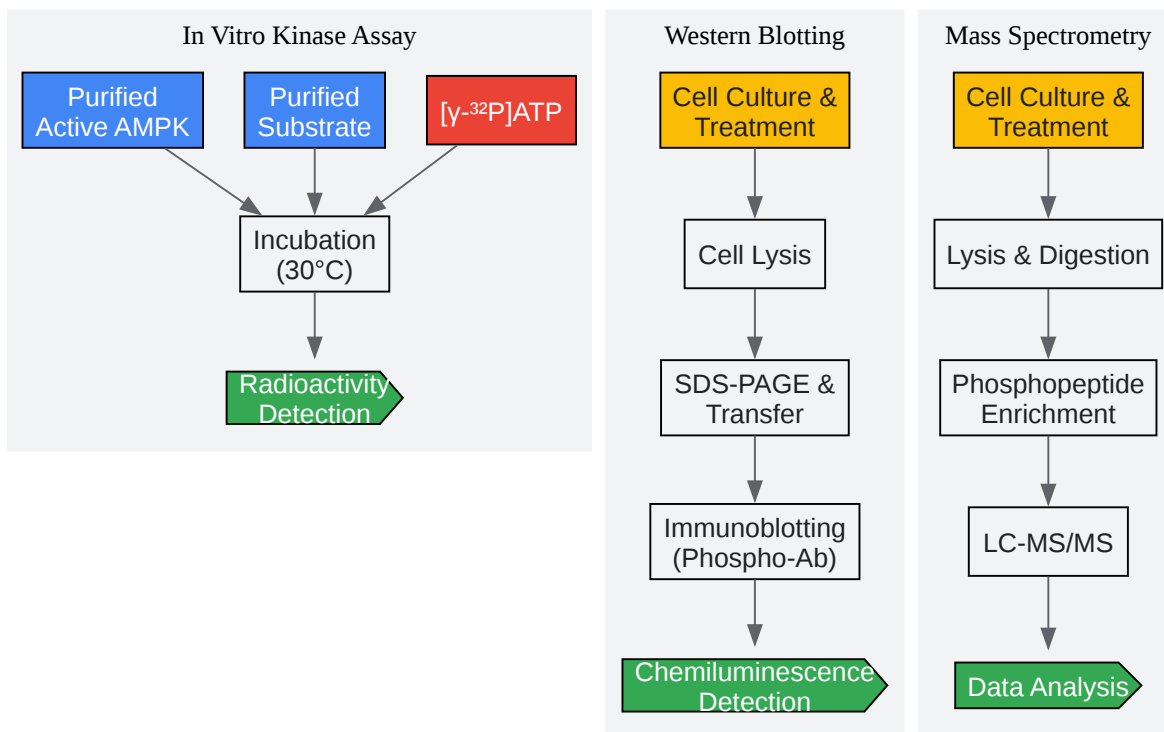 In Vitro Kinase Assay
Purified
Active AMPK
Purified
Substrate
[γ-³²P]ATP
Incubation
(30°C)
Radioactivity
Detection
Western Blotting
Cell Culture &
Treatment
Cell Lysis
SDS-PAGE &
Transfer
Immunoblotting
(Phospho-Ab)
Chemiluminescence
Detection
Mass Spectrometry
Cell Culture &
Treatment
Lysis & Digestion
Phosphopeptide
Enrichment
LC-MS/MS
Data Analysis